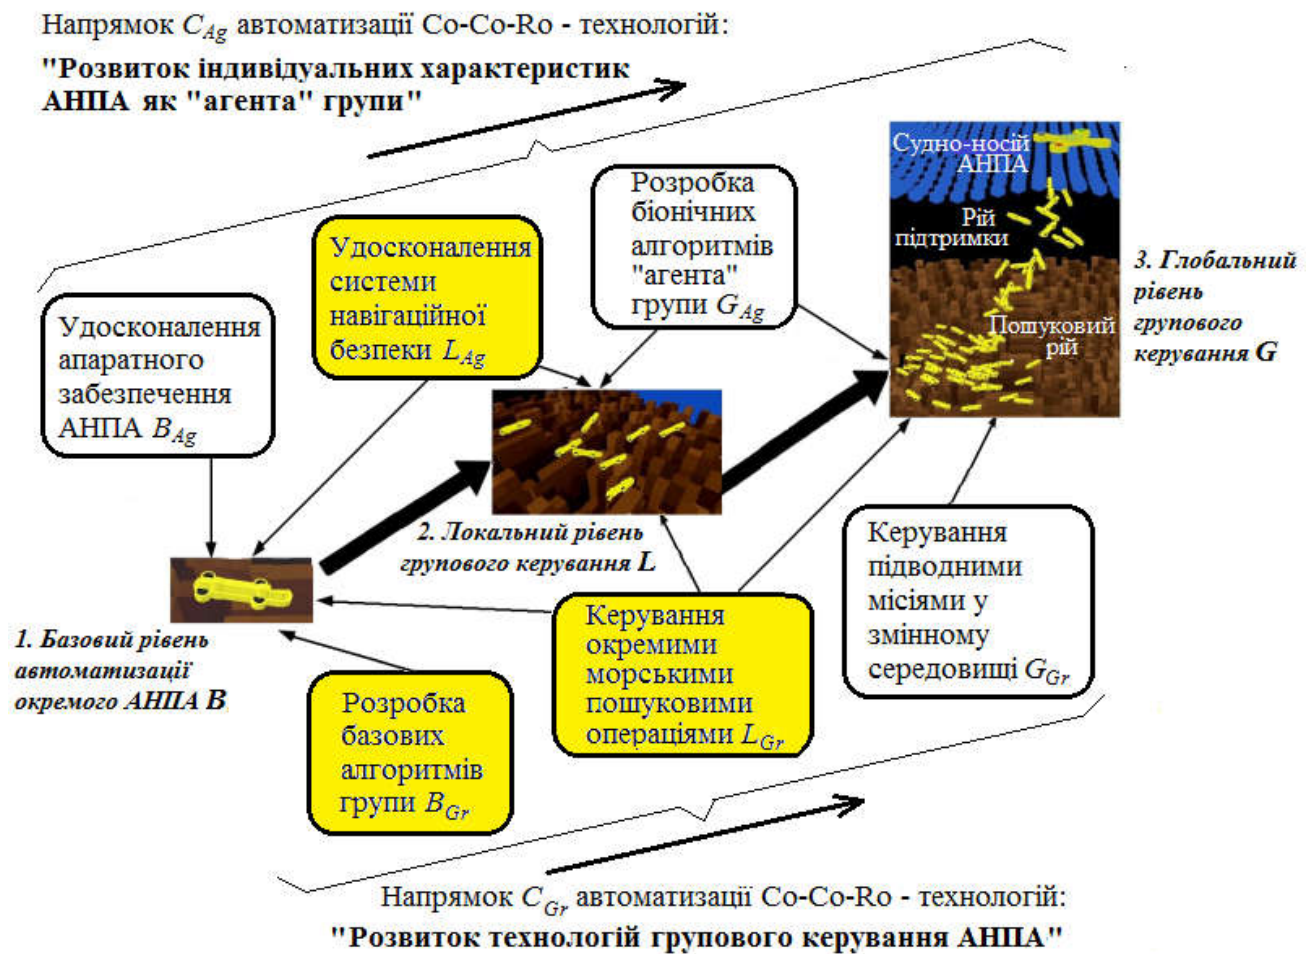 Напрямок C_Ag автоматизації Co-Co-Ro - технологій:
"Розвиток індивідуальних характеристик
АНПА як "агента" групи"
Судно-носій
АНПА
Рій
підтримки
Пошуковий
рій
3. Глобальний
рівень
групового
керування G
Розробка
біонічних
алгоритмів
"агента"
групи G_Ag
Удосконалення
системи
навігаційної
безпеки L_Ag
Удосконалення
апаратного
забезпечення
АНПА B_Ag
2. Локальний рівень
групового керування L
1. Базовий рівень
автоматизації
окремого АНПА B
Розробка
базових
алгоритмів
групи B_Gr
Керування
окремими
морськими
пошуковими
операціями L_Gr
Керування
підводними
місіями у
змінному
середовищі G_Gr
Напрямок C_Gr автоматизації Co-Co-Ro - технологій:
"Розвиток технологій групового керування АНПА"